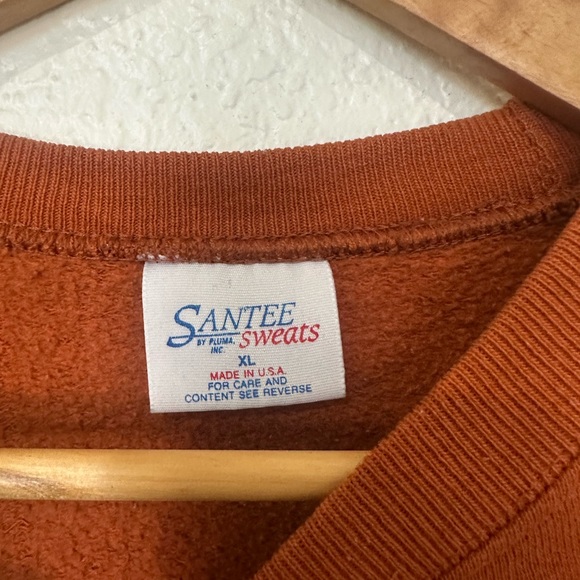 SANTEE
BY PLUMA, sweats
INC.
XL
MADE IN U.S.A.
FOR CARE AND
CONTENT SEE REVERSE